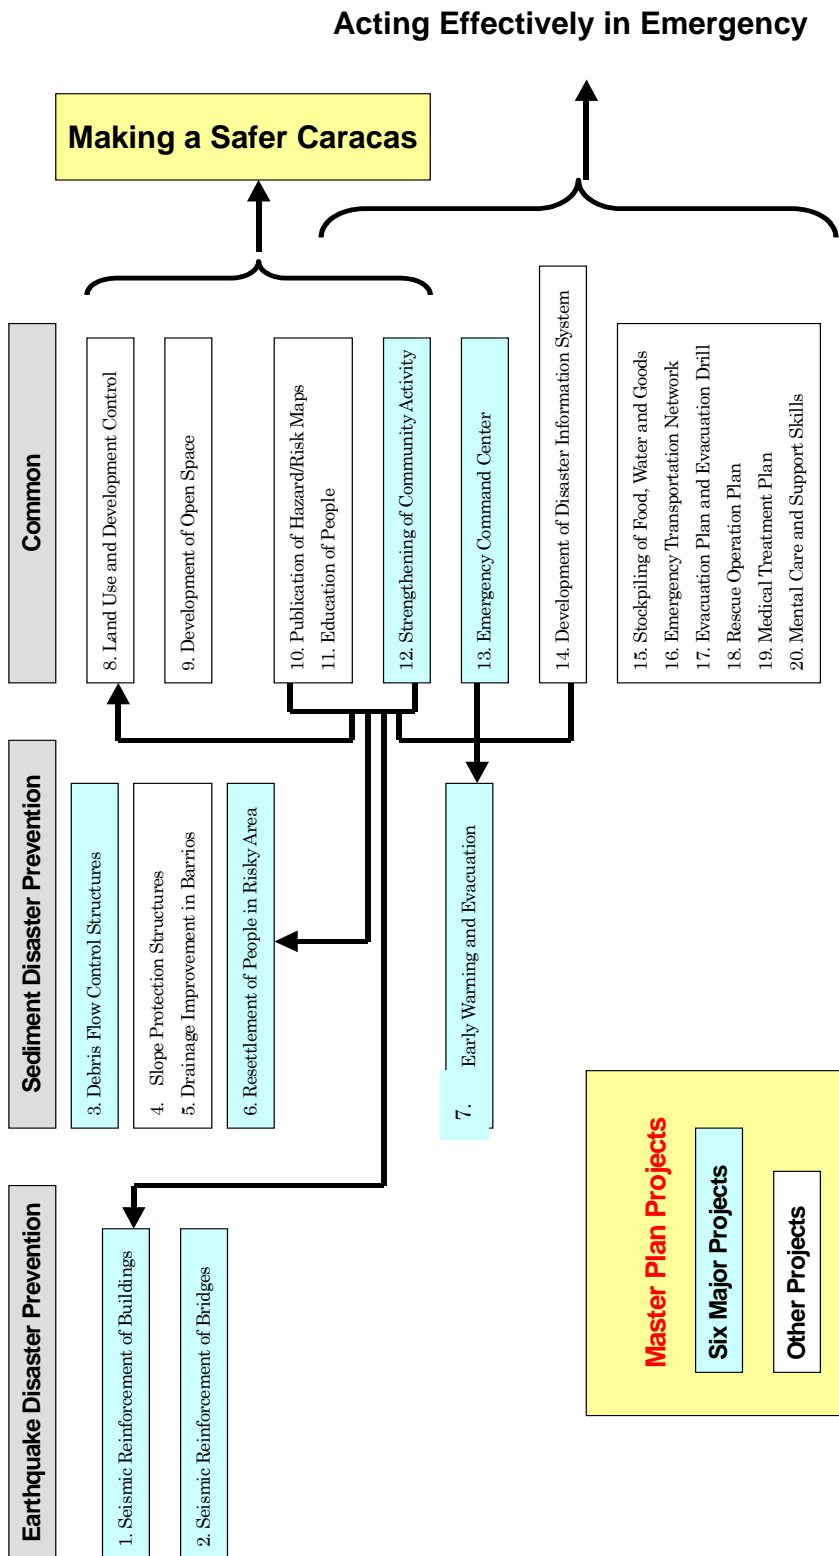 Acting Effectively in Emergency
Making a Safer Caracas
Earthquake Disaster Prevention
1. Seismic Reinforcement of Buildings
2. Seismic Reinforcement of Bridges
Sediment Disaster Prevention
3. Debris Flow Control Structures
4. Slope Protection Structures
5. Drainage Improvement in Barrios
6. Resettlement of People in Risky Area
7. Early Warning and Evacuation
Common
8. Land Use and Development Control
9. Development of Open Space
10. Publication of Hazard/Risk Maps
11. Education of People
12. Strengthening of Community Activity
13. Emergency Command Center
14. Development of Disaster Information System
15. Stockpiling of Food, Water and Goods
16. Emergency Transportation Network
17. Evacuation Plan and Evacuation Drill
18. Rescue Operation Plan
19. Medical Treatment Plan
20. Mental Care and Support Skills
Master Plan Projects
Six Major Projects
Other Projects